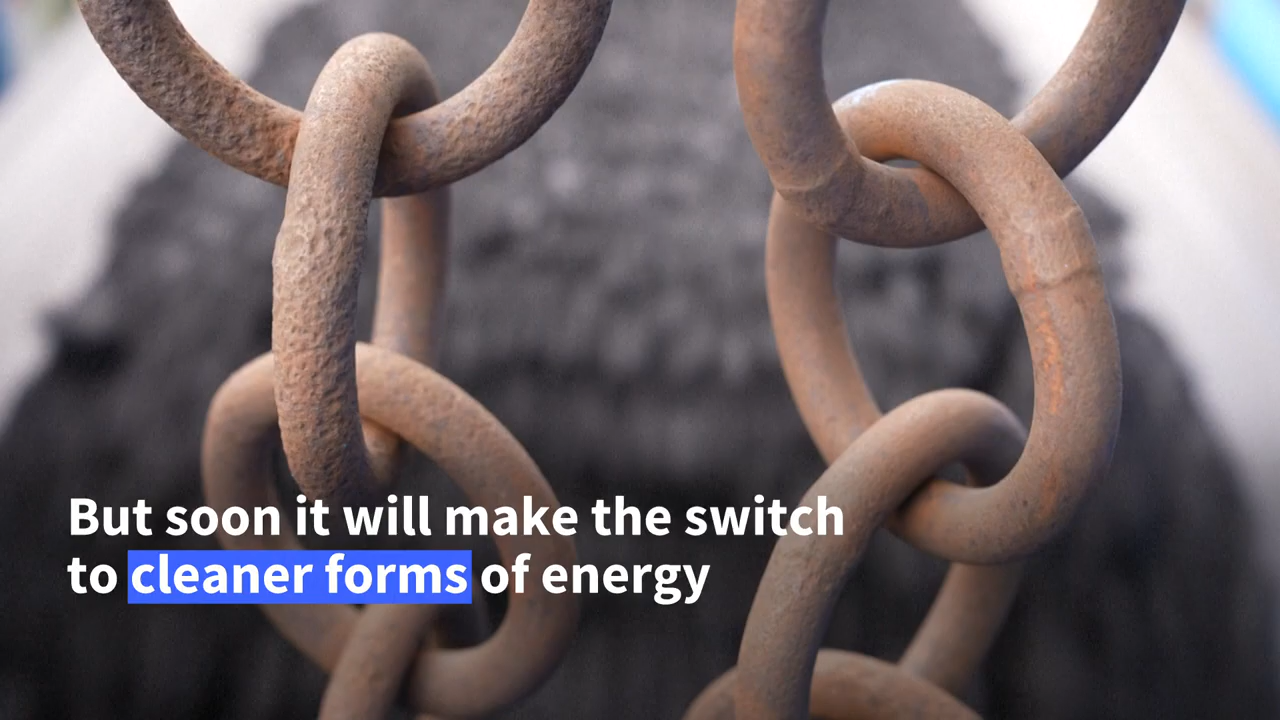 But soon it will make the switch
to cleaner forms of energy